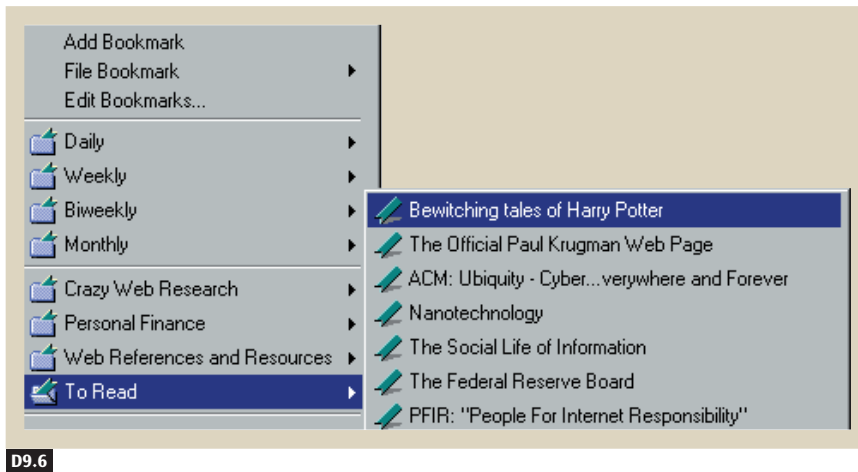 Add Bookmark
File Bookmark
Edit Bookmarks...
Daily
Weekly
Biweekly
Monthly
Crazy Web Research
Personal Finance
Web References and Resources
To Read
Bewitching tales of Harry Potter
The Official Paul Krugman Web Page
ACM: Ubiquity - Cyber...verywhere and Forever
Nanotechnology
The Social Life of Information
The Federal Reserve Board
PFIR: "People For Internet Responsibility"
D9.6